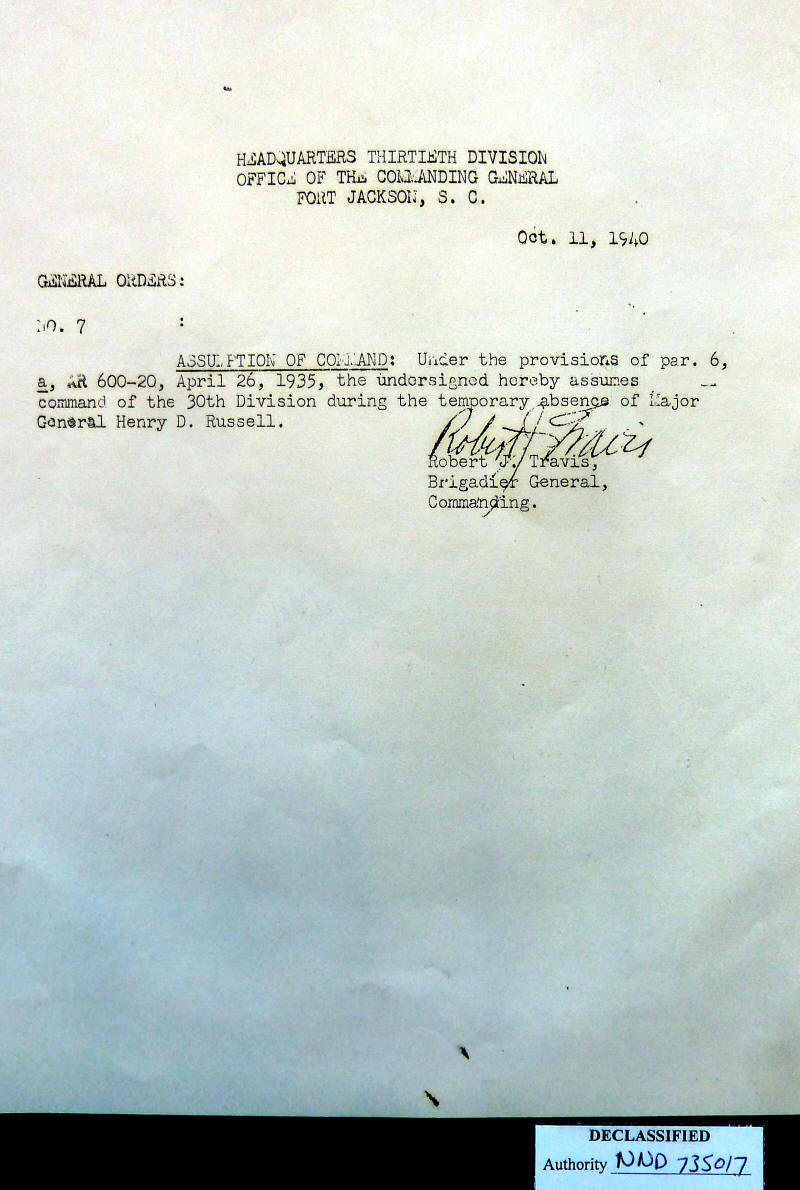 HEADQUARTERS THIRTIETH DIVISION
OFFICE OF THE COMMANDING GENERAL
FORT JACKSON, S. C.
Oct. 11, 1940
GENERAL ORDERS:
NO. 7 :
ASSUMPTION OF COMMAND: Under the provisions of par. 6,
a, AR 600-20, April 26, 1935, the undersigned hereby assumes
command of the 30th Division during the temporary absence of Major
General Henry D. Russell.
Robert J Travis
Robert J. Travis,
Brigadier General,
Commanding.
DECLASSIFIED
Authority NND 735017